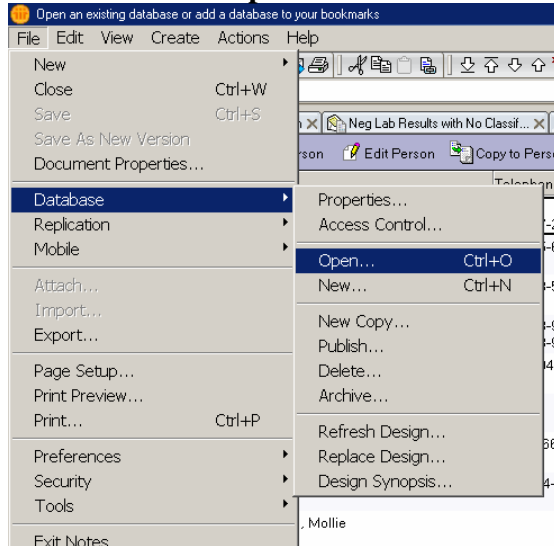 Open an existing database or add a database to your bookmarks
File Edit View Create Actions Help
New
Close Ctrl+W
Save Ctrl+S
Save As New Version
Document Properties...
Database
Replication
Mobile
Attach...
Import...
Export...
Page Setup...
Print Preview...
Print... Ctrl+P
Preferences
Security
Tools
Exit Notes
Neg Lab Results with No Classif...
Edit Person Copy to Pers
Telephon
Properties...
Access Control...
Open... Ctrl+O
New... Ctrl+N
New Copy...
Publish...
Delete...
Archive...
Refresh Design...
Replace Design...
Design Synopsis...
, Mollie